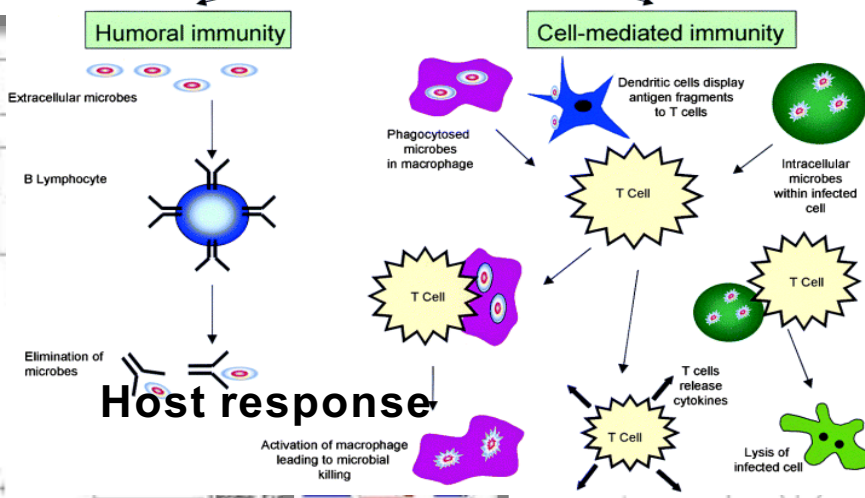 Humoral immunity
Cell-mediated immunity
Extracellular microbes
Dendritic cells display
antigen fragments
to T cells
Phagocytosed
microbes
in macrophage
Intracellular
microbes
within infected
cell
B Lymphocyte
T Cell
T Cell
T Cell
Elimination of
microbes
Host response
T cells
release
cytokines
Activation of macrophage
leading to microbial
killing
T Cell
Lysis of
infected cell